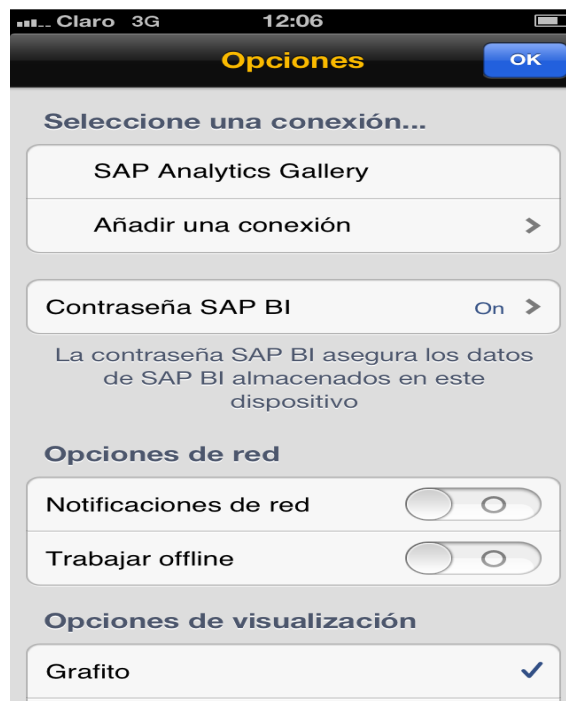 Claro 3G 12:06
Opciones OK
Seleccione una conexión...
SAP Analytics Gallery
Añadir una conexión
Contraseña SAP BI On
La contraseña SAP BI asegura los datos
de SAP BI almacenados en este
dispositivo
Opciones de red
Notificaciones de red
Trabajar offline
Opciones de visualización
Grafito